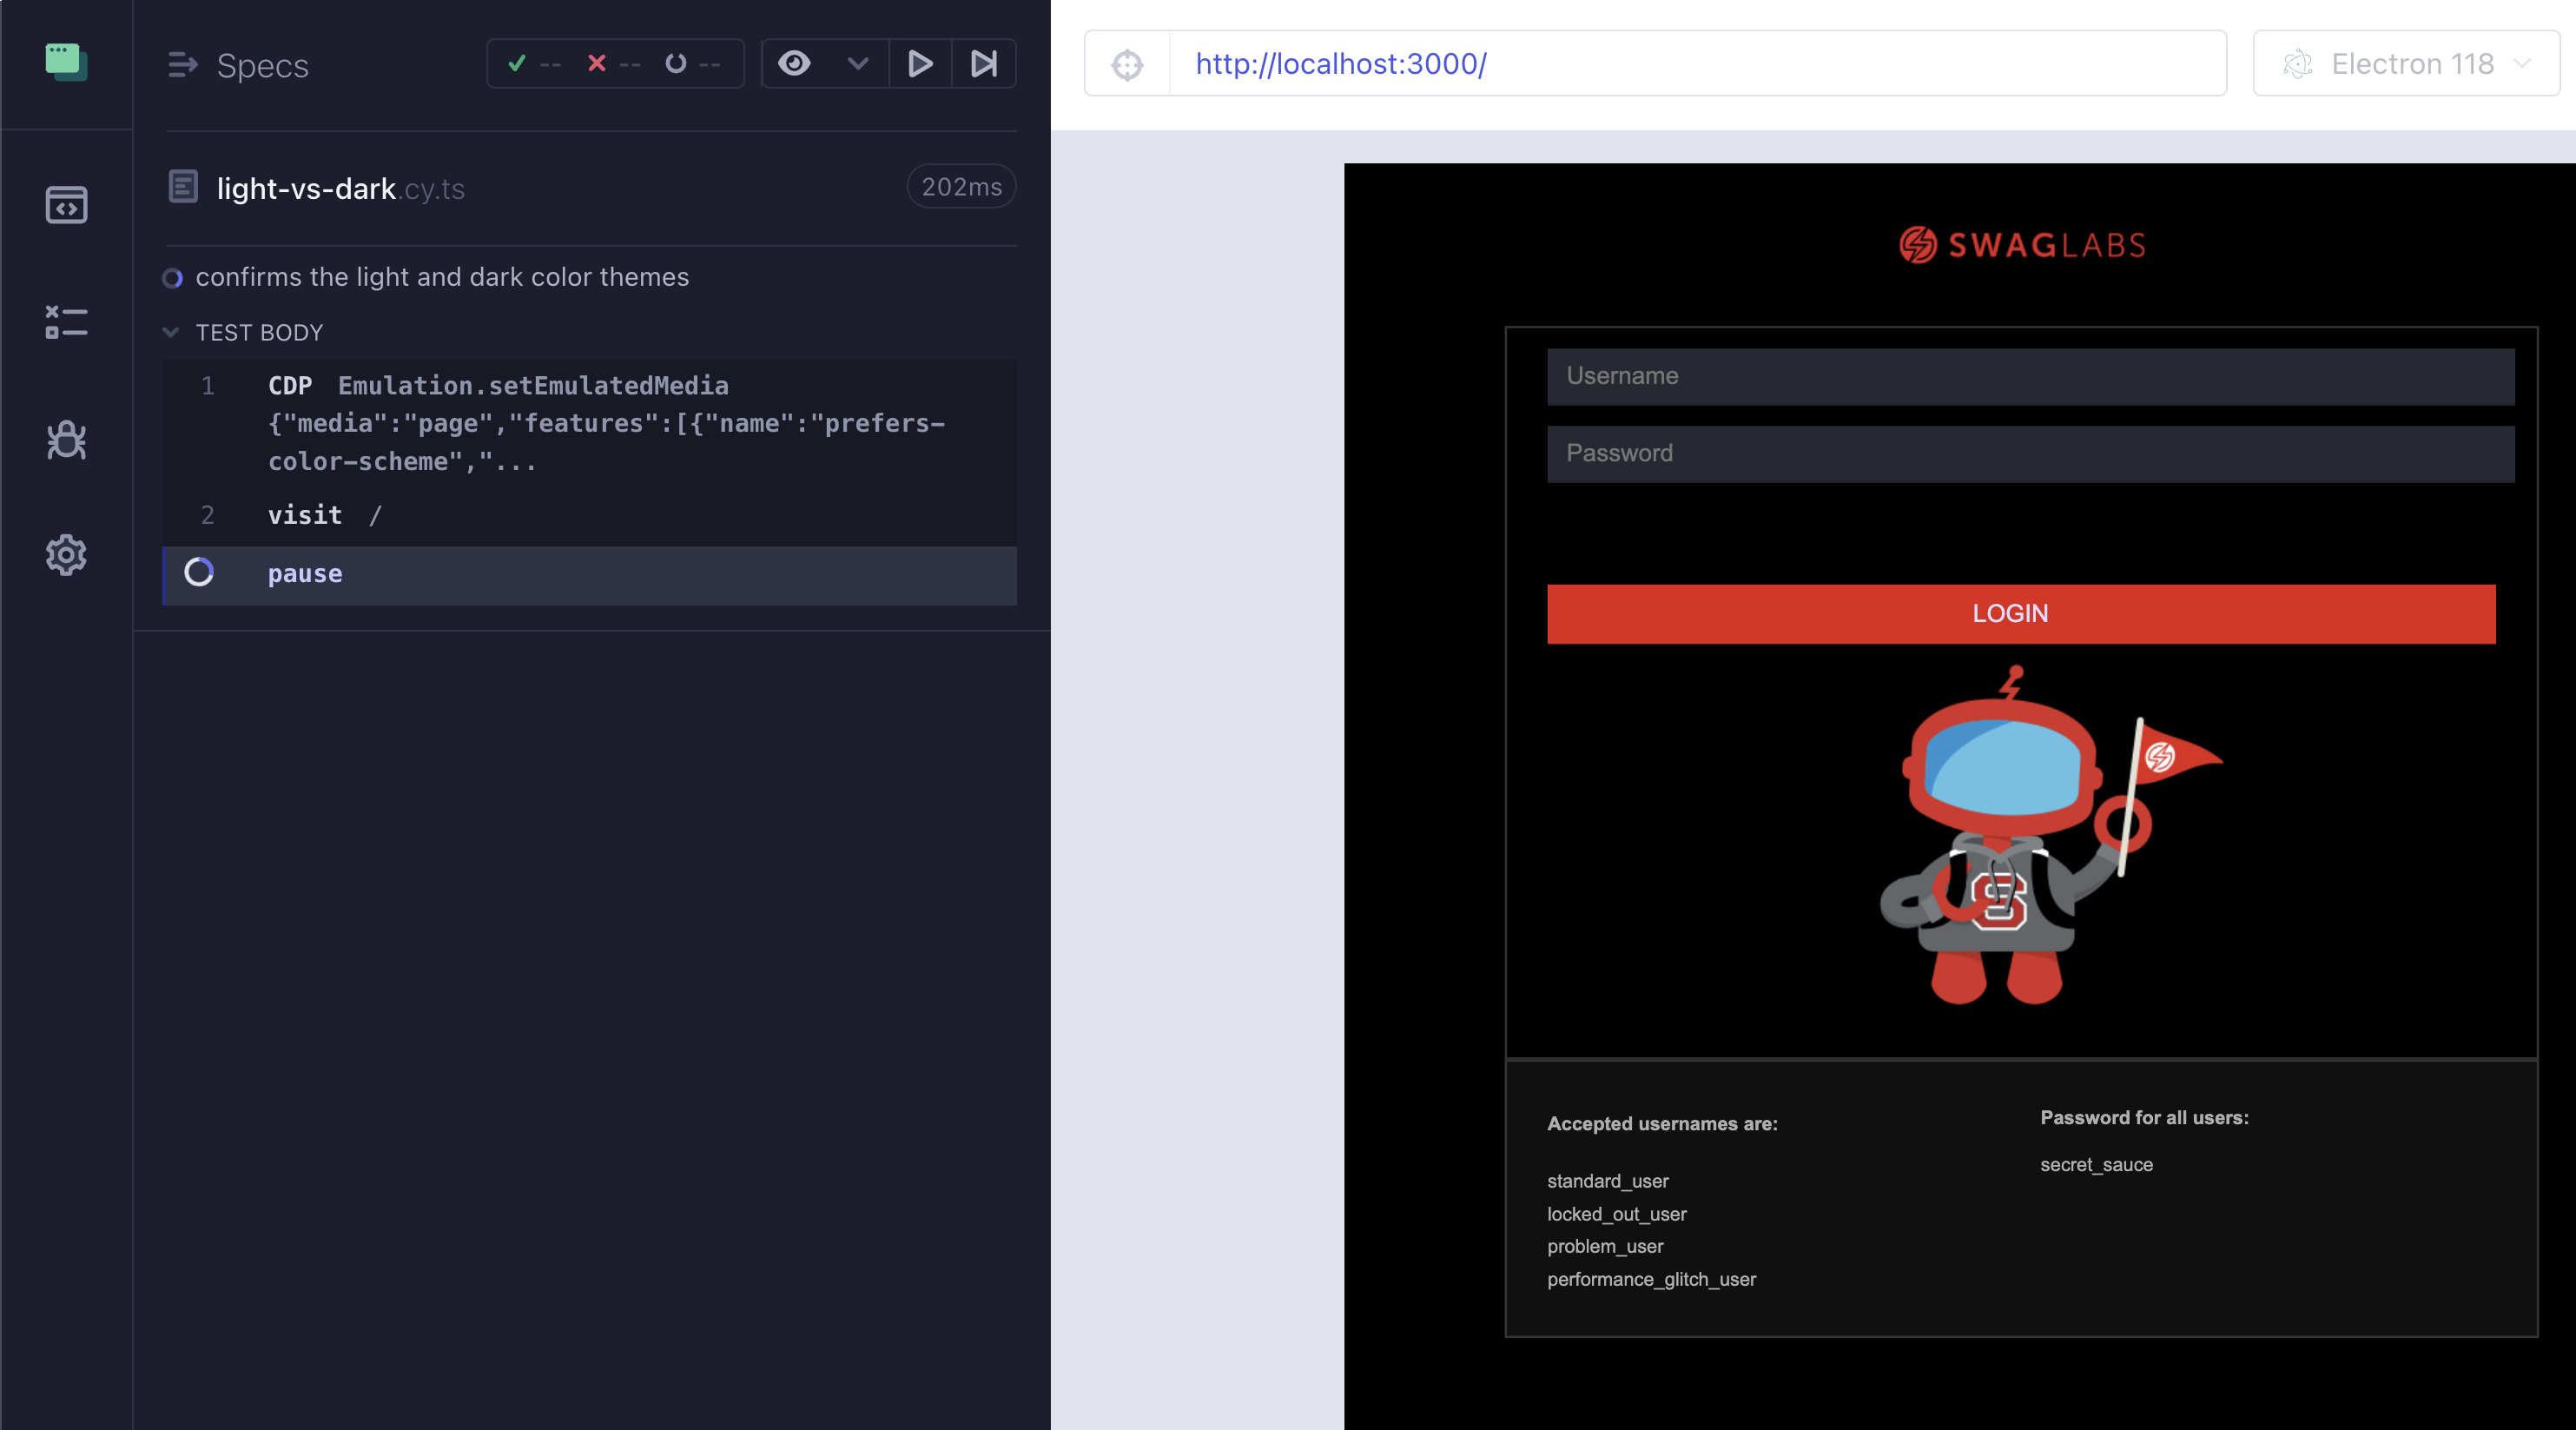 Specs
-- -- --
http://localhost:3000/
Electron 118
light-vs-dark.cy.ts
202ms
confirms the light and dark color themes
TEST BODY
1 CDP Emulation.setEmulatedMedia
{"media":"page","features":[{"name":"prefers-
color-scheme","...
2 visit /
pause
SWAGLABS
Username
Password
LOGIN
S
Accepted usernames are:
standard_user
locked_out_user
problem_user
performance_glitch_user
Password for all users:
secret_sauce